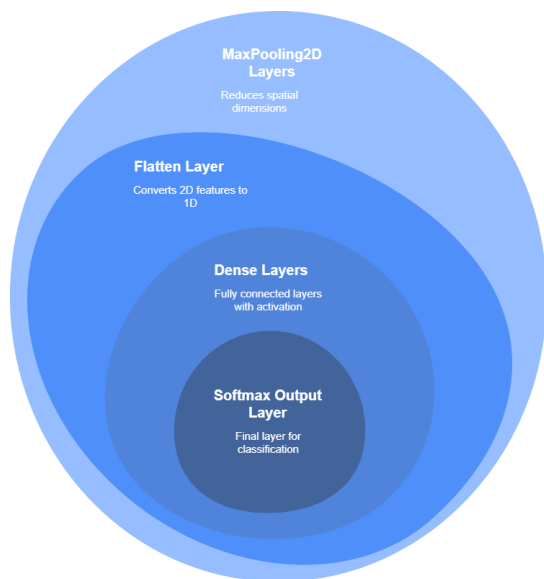 MaxPooling2D
Layers
Reduces spatial
dimensions
Flatten Layer
Converts 2D features to
1D
Dense Layers
Fully connected layers
with activation
Softmax Output
Layer
Final layer for
classification